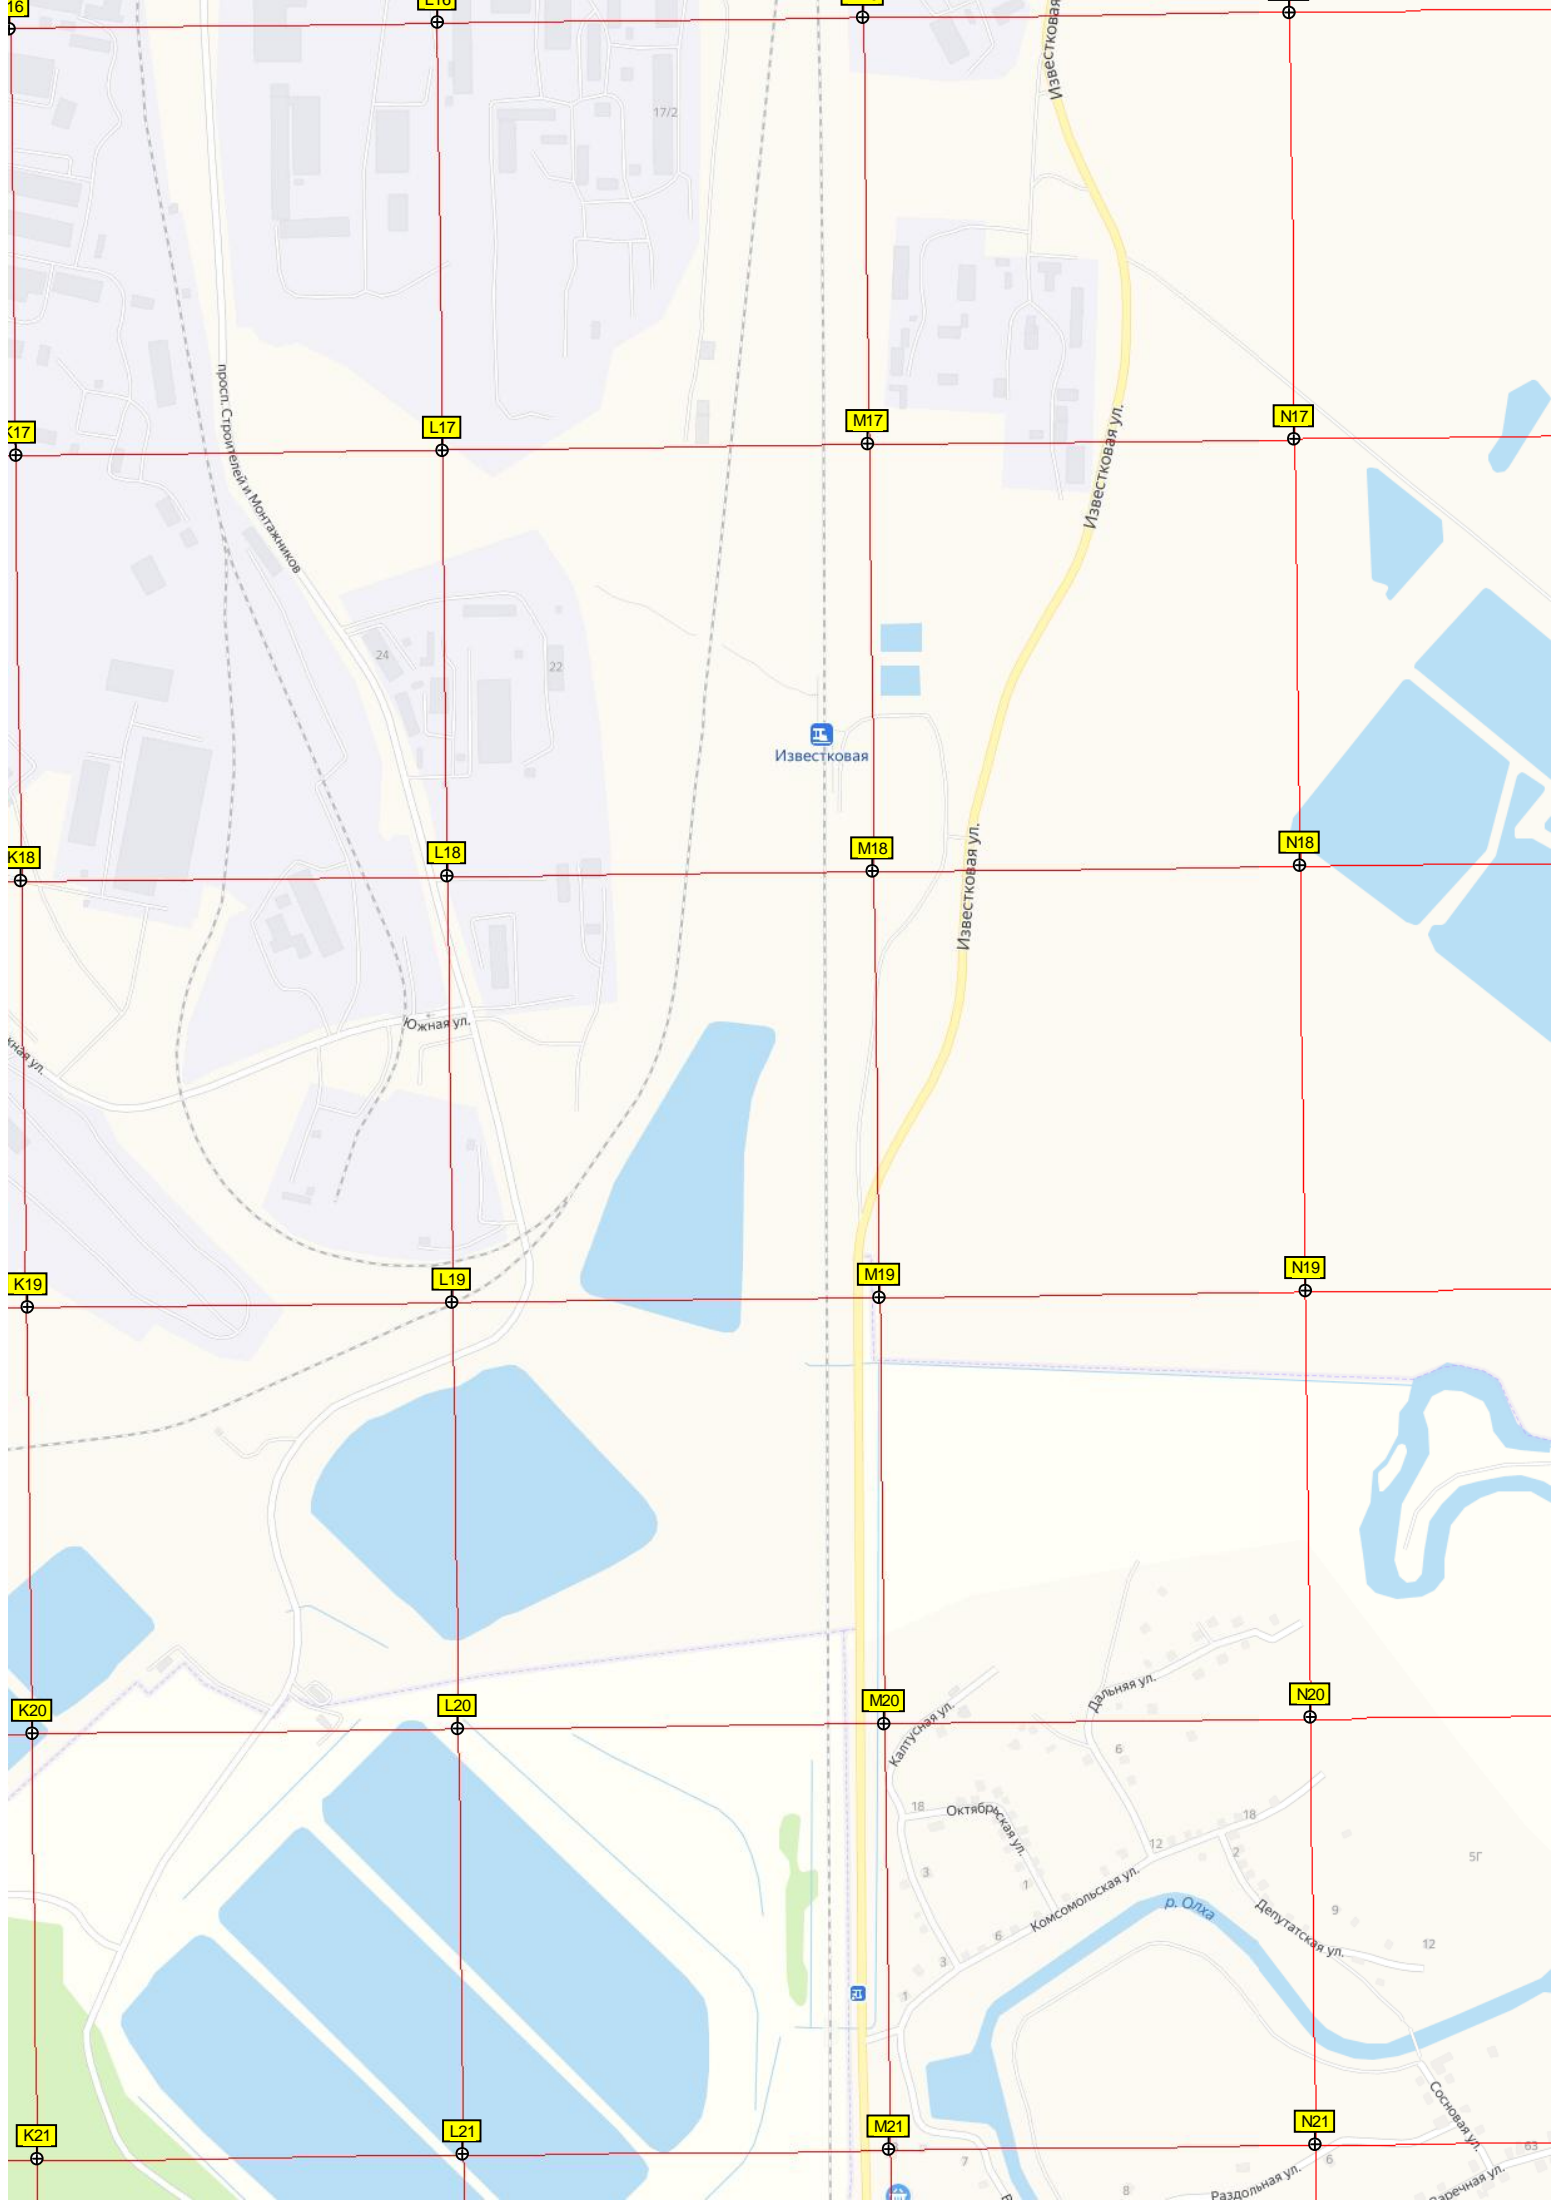 16
L16
Известковая
17/2
просп. Строителей и Монтажников
K17
L17
M17
N17
Известковая ул.
24
22
Известковая
K18
L18
M18
N18
Известковая ул.
Южная ул.
жная ул.
K19
L19
M19
N19
K20
L20
M20
N20
Дальняя ул.
Калтусная ул.
6
18
Октябрьская ул.
18
12
2
5Г
3
1
Комсомольская ул.
р. Олха
Депутатская ул.
9
12
6
3
1
Сосновая ул.
K21
L21
M21
N21
7
6
63
8
Раздольная ул.
Заречная ул.